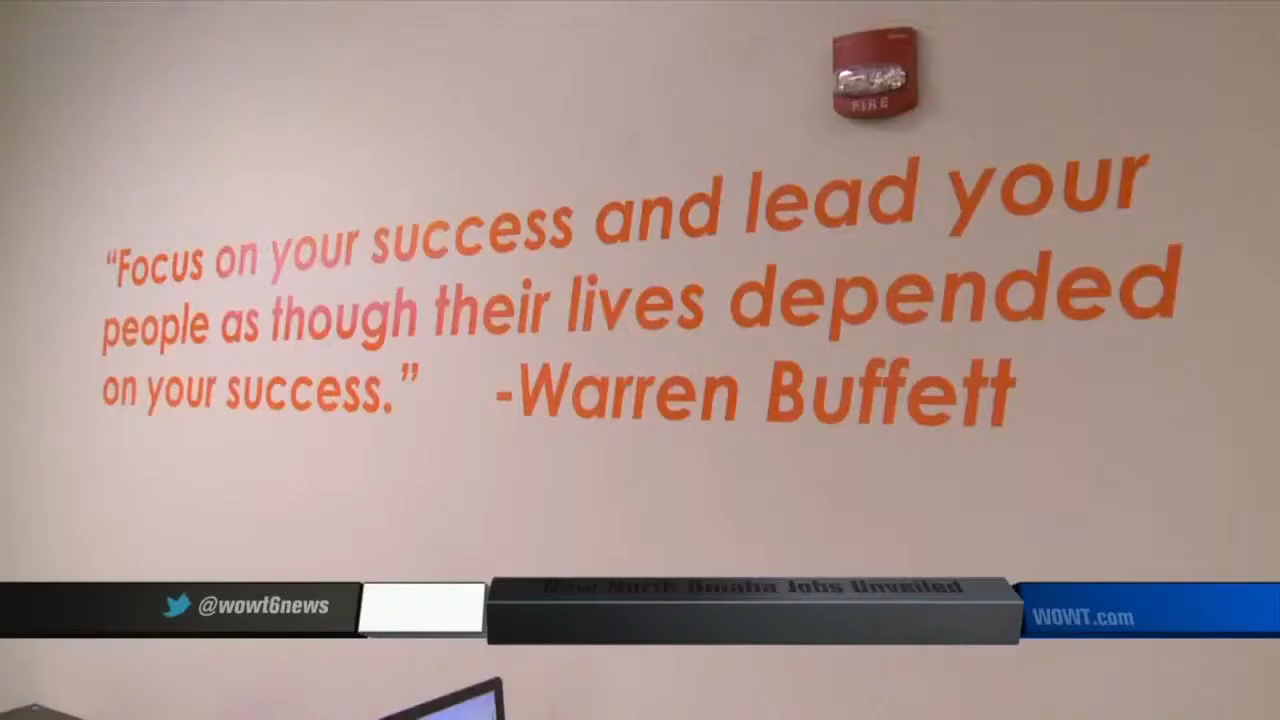 FIRE
“Focus on your success and lead your
people as though their lives depended
on your success.” -Warren Buffett
New North Omaha Jobs Unveiled
@wowt6news
WOWT.com